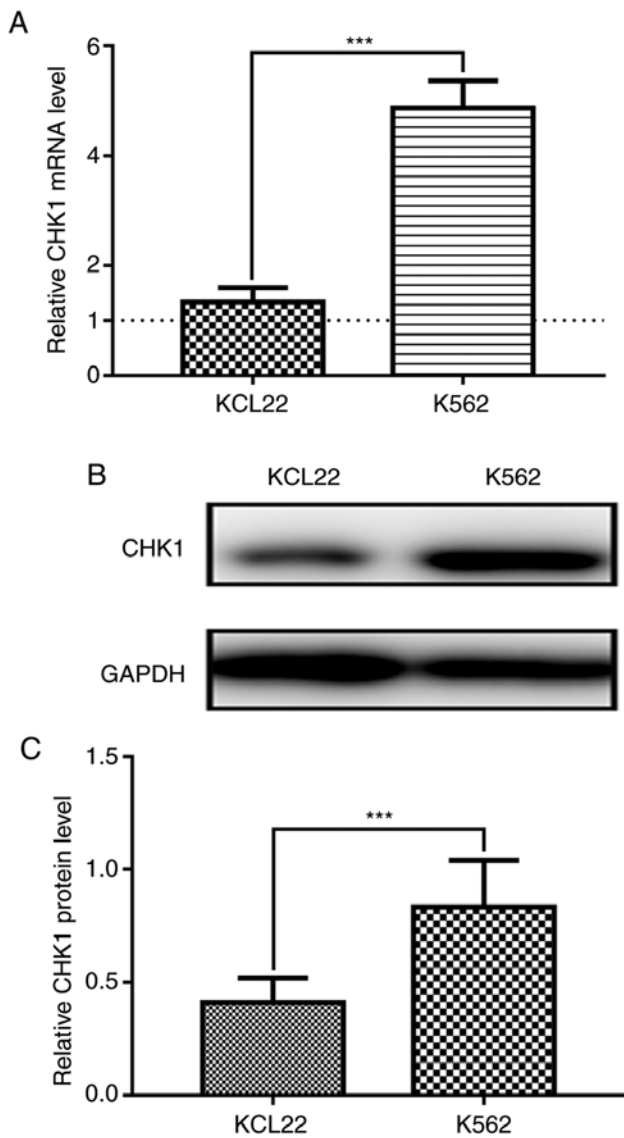 A
Relative CHK1 mRNA level
6
4
2
1
0
***
KCL22 K562
B
KCL22 K562
CHK1
GAPDH
C
Relative CHK1 protein level
1.5
1.0
0.5
0.0
***
KCL22 K562